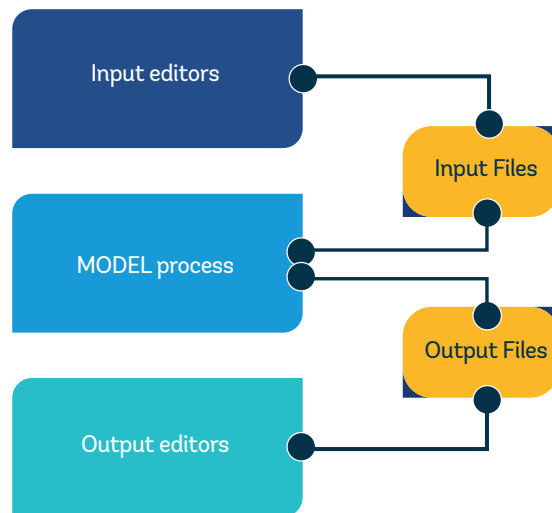 Input editors
Input Files
MODEL process
Output Files
Output editors